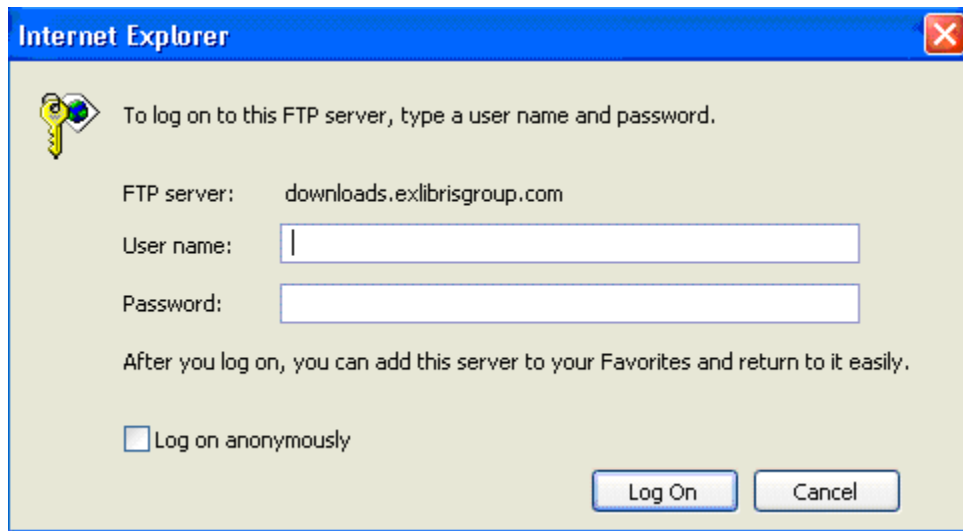 Internet Explorer
To log on to this FTP server, type a user name and password.
FTP server: downloads.exlibrisgroup.com
User name:
Password:
After you log on, you can add this server to your Favorites and return to it easily.
Log on anonymously
Log On Cancel